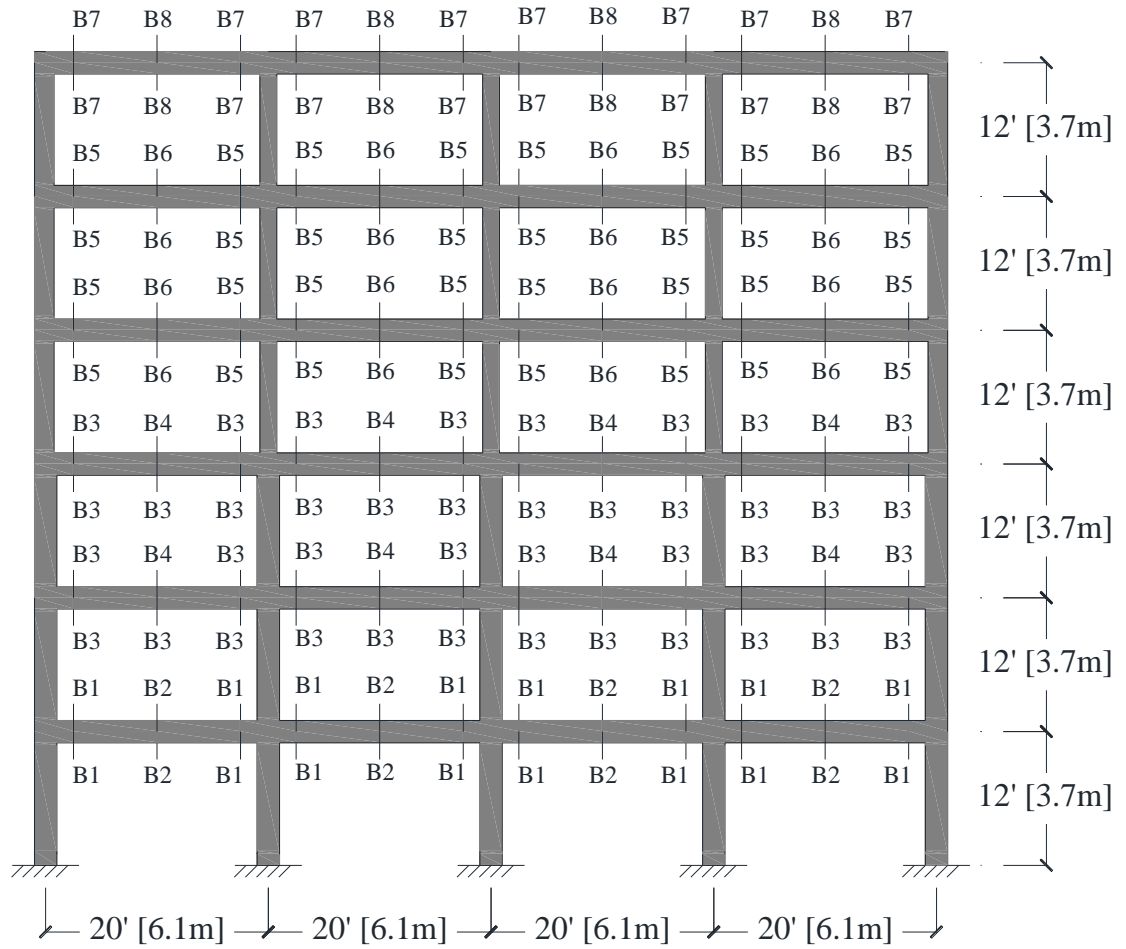 B7 B8 B7 B7 B8 B7 B7 B8 B7 B7 B8 B7
B7 B8 B7 B7 B8 B7 B7 B8 B7 B7 B8 B7
12' [3.7m]
B5 B6 B5 B5 B6 B5 B5 B6 B5 B5 B6 B5
B5 B6 B5 B5 B6 B5 B5 B6 B5 B5 B6 B5
12' [3.7m]
B5 B6 B5 B5 B6 B5 B5 B6 B5 B5 B6 B5
B5 B6 B5 B5 B6 B5 B5 B6 B5 B5 B6 B5
12' [3.7m]
B3 B4 B3 B3 B4 B3 B3 B4 B3 B3 B4 B3
B3 B3 B3 B3 B3 B3 B3 B3 B3 B3 B3 B3
12' [3.7m]
B3 B4 B3 B3 B4 B3 B3 B4 B3 B3 B4 B3
B3 B3 B3 B3 B3 B3 B3 B3 B3 B3 B3 B3
12' [3.7m]
B1 B2 B1 B1 B2 B1 B1 B2 B1 B1 B2 B1
B1 B2 B1 B1 B2 B1 B1 B2 B1 B1 B2 B1
12' [3.7m]
20' [6.1m] 20' [6.1m] 20' [6.1m] 20' [6.1m]